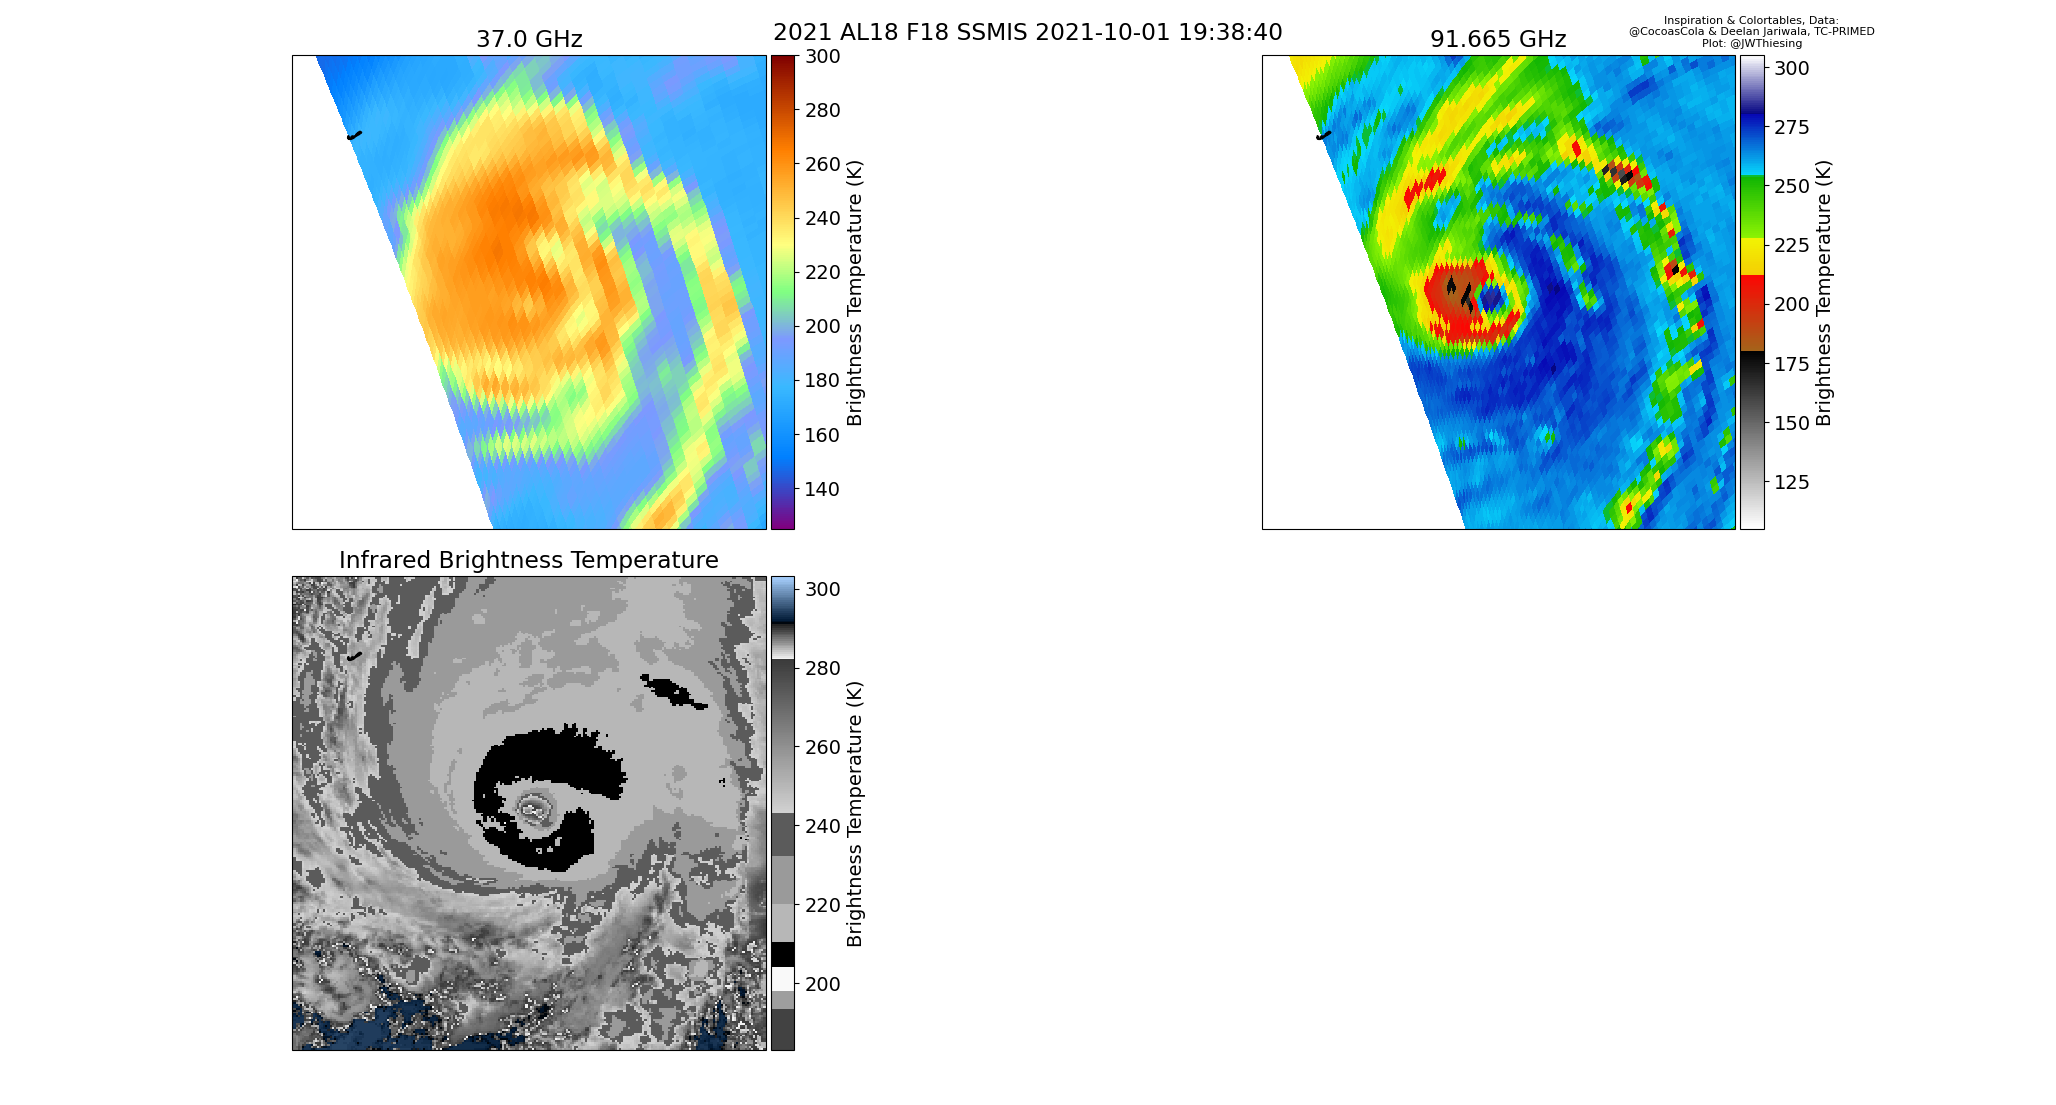 2021 AL18 F18 SSMIS 2021-10-01 19:38:40
Inspiration & Colortables, Data:
@CocoasCola & Deelan Jariwala, TC-PRIMED
Plot: @JWThiesing
37.0 GHz
300
280
260
240
220
200
180
160
140
Brightness Temperature (K)
91.665 GHz
300
275
250
225
200
175
150
125
Brightness Temperature (K)
Infrared Brightness Temperature
300
280
260
240
220
200
Brightness Temperature (K)